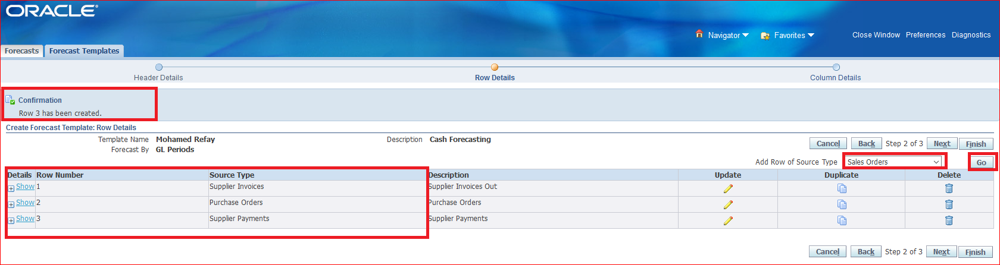 ORACLE®
Navigator Favorites Close Window Preferences Diagnostics
Forecasts Forecast Templates
Header Details Row Details Column Details
Confirmation
Row 3 has been created.
Create Forecast Template: Row Details
Template Name Mohamed Refay Description Cash Forecasting
Forecast By GL Periods
Cancel Back Step 2 of 3 Next Finish
Add Row of Source Type Sales Orders Go
Details Row Number Source Type Description Update Duplicate Delete
Show 1 Supplier Invoices Supplier Invoices Out
Show 2 Purchase Orders Purchase Orders
Show 3 Supplier Payments Supplier Payments
Cancel Back Step 2 of 3 Next Finish